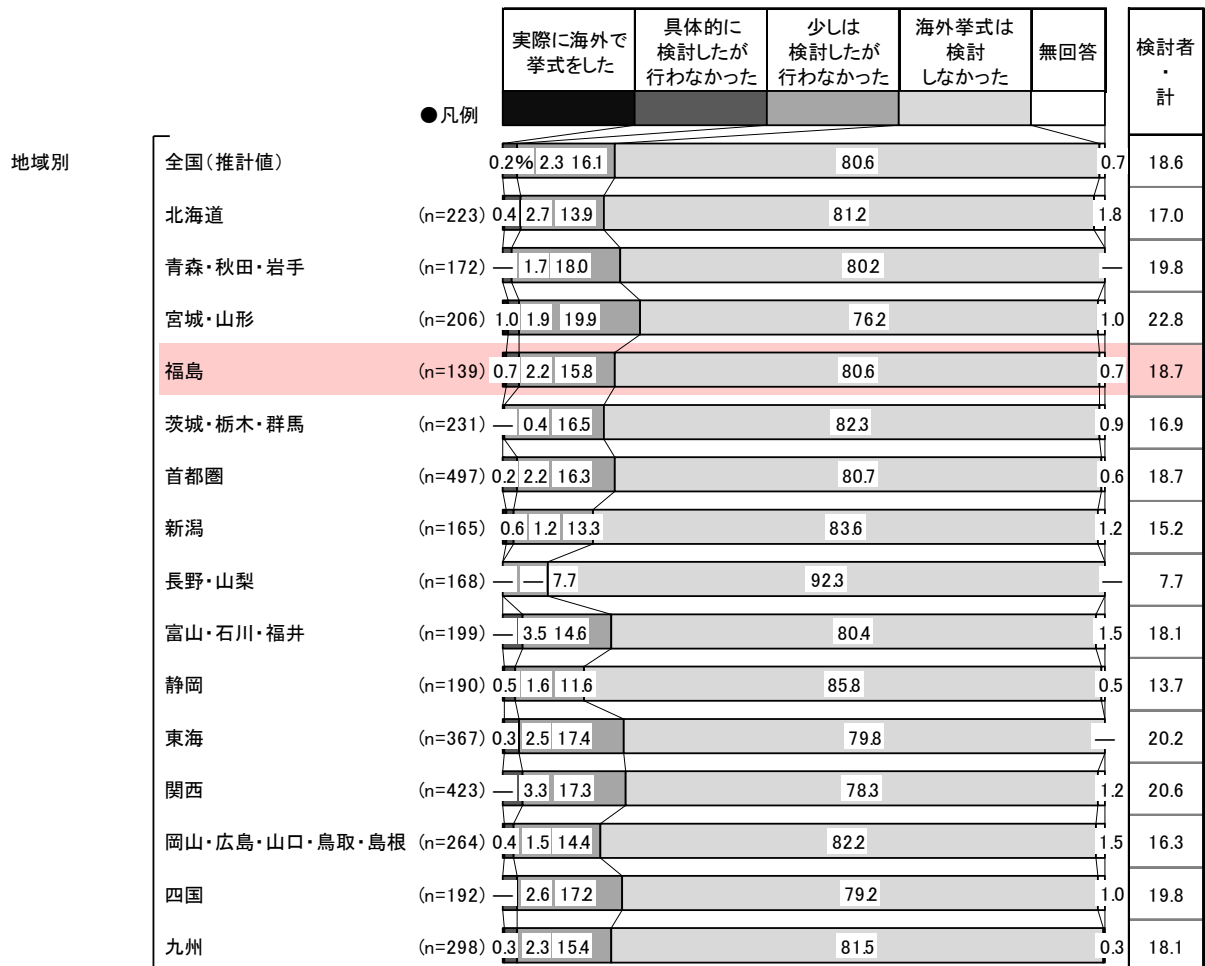 実際に海外で
挙式をした
具体的に
検討したが
行わなかった
少しは
検討したが
行わなかった
海外挙式は
検討
しなかった
無回答
検討者
・
計
●凡例
地域別
全国(推計値) 0.2% 2.3 16.1 80.6 0.7 18.6
北海道 (n=223) 0.4 2.7 13.9 81.2 1.8 17.0
青森・秋田・岩手 (n=172) — 1.7 18.0 80.2 — 19.8
宮城・山形 (n=206) 1.0 1.9 19.9 76.2 1.0 22.8
福島 (n=139) 0.7 2.2 15.8 80.6 0.7 18.7
茨城・栃木・群馬 (n=231) — 0.4 16.5 82.3 0.9 16.9
首都圏 (n=497) 0.2 2.2 16.3 80.7 0.6 18.7
新潟 (n=165) 0.6 1.2 13.3 83.6 1.2 15.2
長野・山梨 (n=168) — — 7.7 92.3 — 7.7
富山・石川・福井 (n=199) — 3.5 14.6 80.4 1.5 18.1
静岡 (n=190) 0.5 1.6 11.6 85.8 0.5 13.7
東海 (n=367) 0.3 2.5 17.4 79.8 — 20.2
関西 (n=423) — 3.3 17.3 78.3 1.2 20.6
岡山・広島・山口・鳥取・島根 (n=264) 0.4 1.5 14.4 82.2 1.5 16.3
四国 (n=192) — 2.6 17.2 79.2 1.0 19.8
九州 (n=298) 0.3 2.3 15.4 81.5 0.3 18.1